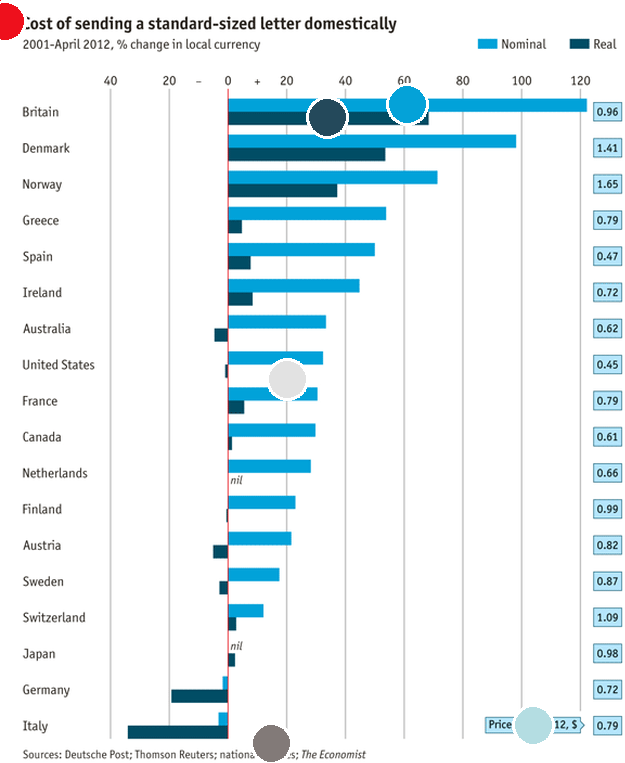 ost of sending a standard-sized letter domestically
2001-April 2012, % change in local currency
Nominal Real
40 20 – 0 + 20 40 60 80 100 120
Britain 0.96
Denmark 1.41
Norway 1.65
Greece 0.79
Spain 0.47
Ireland 0.72
Australia 0.62
United States 0.45
France 0.79
Canada 0.61
Netherlands nil 0.66
Finland 0.99
Austria 0.82
Sweden 0.87
Switzerland 1.09
Japan nil 0.98
Germany 0.72
Italy Price 12, $ 0.79
Sources: Deutsche Post; Thomson Reuters; The Economist